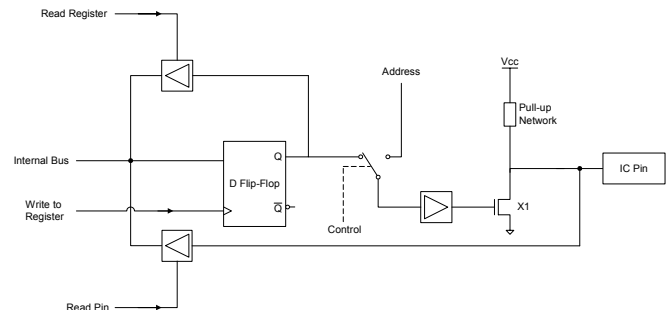 Read Register
Address
Vcc
Pull-up
Network
Internal Bus
Q
D Flip-Flop
IC Pin
Write to
Register
Q
X1
Control
Read Pin